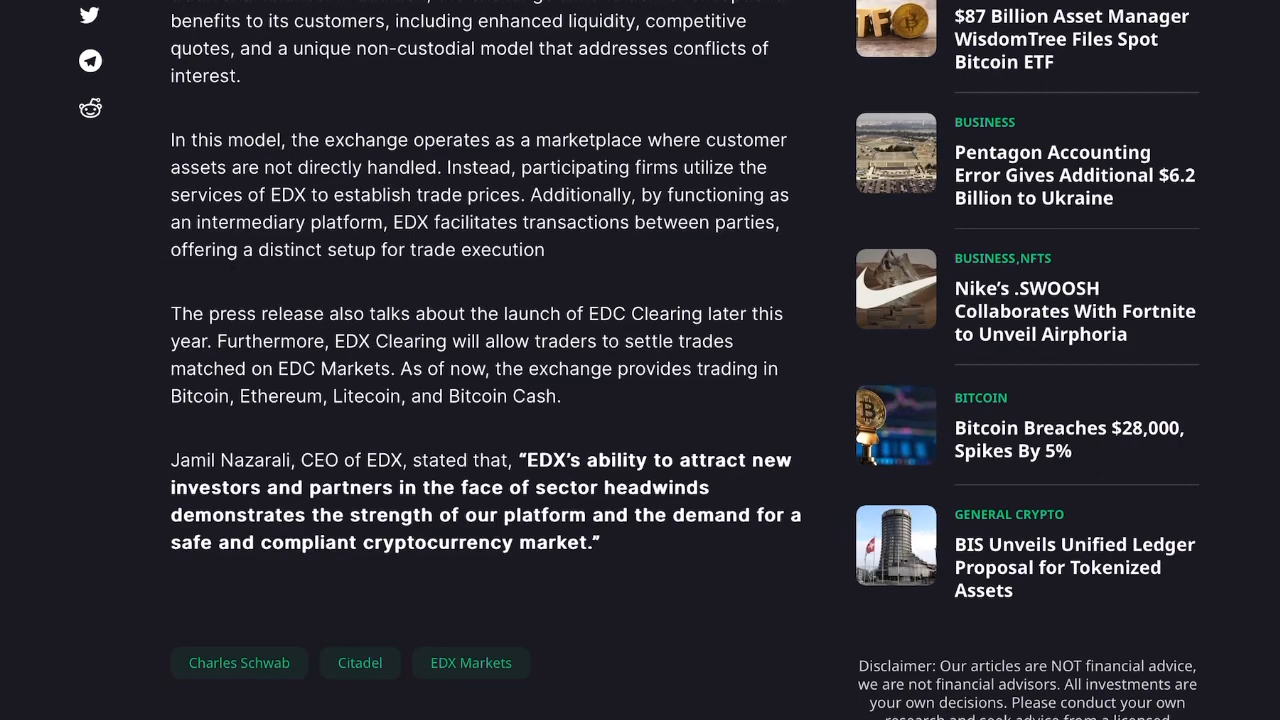 benefits to its customers, including enhanced liquidity, competitive
quotes, and a unique non-custodial model that addresses conflicts of
interest.
In this model, the exchange operates as a marketplace where customer
assets are not directly handled. Instead, participating firms utilize the
services of EDX to establish trade prices. Additionally, by functioning as
an intermediary platform, EDX facilitates transactions between parties,
offering a distinct setup for trade execution
The press release also talks about the launch of EDC Clearing later this
year. Furthermore, EDX Clearing will allow traders to settle trades
matched on EDC Markets. As of now, the exchange provides trading in
Bitcoin, Ethereum, Litecoin, and Bitcoin Cash.
Jamil Nazarali, CEO of EDX, stated that, “EDX’s ability to attract new
investors and partners in the face of sector headwinds
demonstrates the strength of our platform and the demand for a
safe and compliant cryptocurrency market.”
Charles Schwab
Citadel
EDX Markets
TF
$87 Billion Asset Manager
WisdomTree Files Spot
Bitcoin ETF
BUSINESS
Pentagon Accounting
Error Gives Additional $6.2
Billion to Ukraine
BUSINESS,NFTS
Nike’s .SWOOSH
Collaborates With Fortnite
to Unveil Airphoria
BITCOIN
Bitcoin Breaches $28,000,
Spikes By 5%
GENERAL CRYPTO
BIS Unveils Unified Ledger
Proposal for Tokenized
Assets
Disclaimer: Our articles are NOT financial advice,
we are not financial advisors. All investments are
your own decisions. Please conduct your own
research and seek advice from a licensed